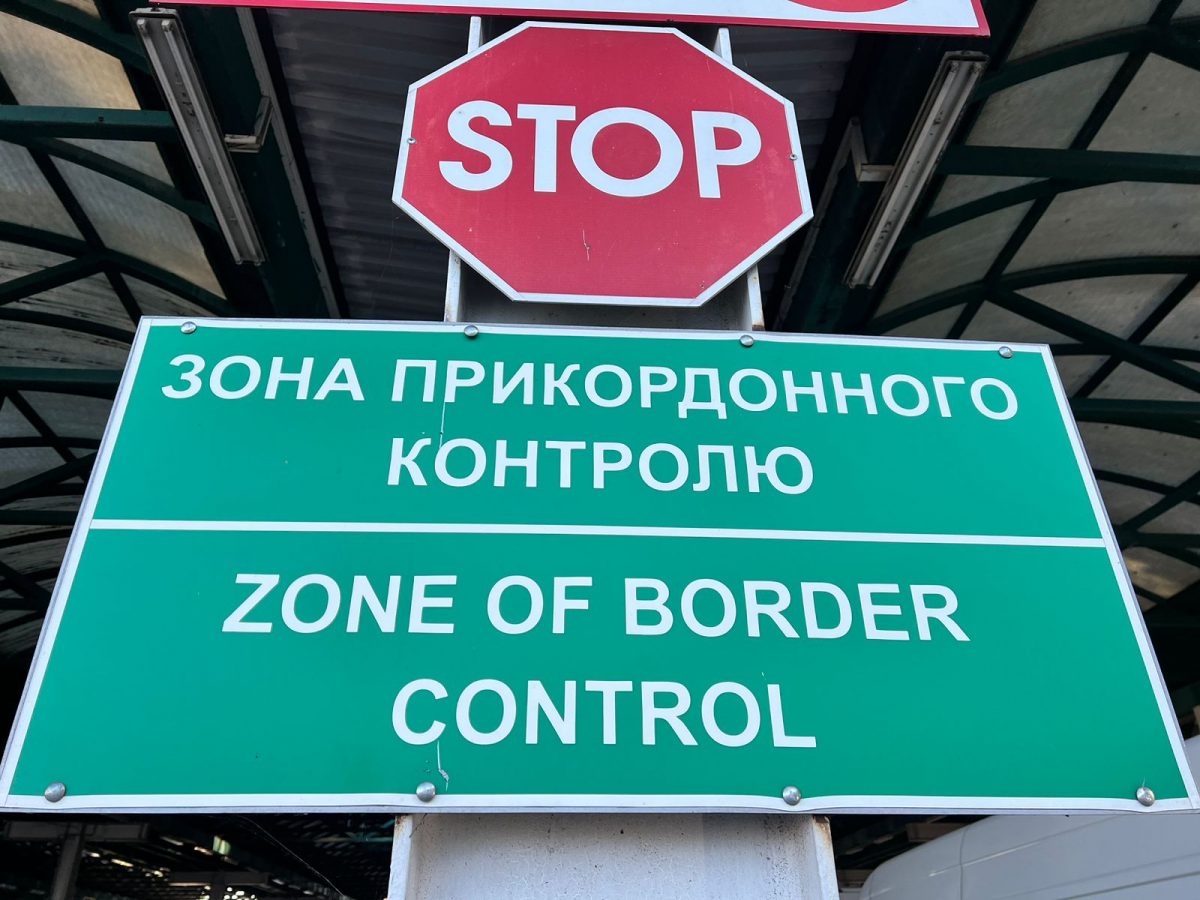 STOP
ЗОНА ПРИКОРДОННОГО
КОНТРОЛЮ
ZONE OF BORDER
CONTROL